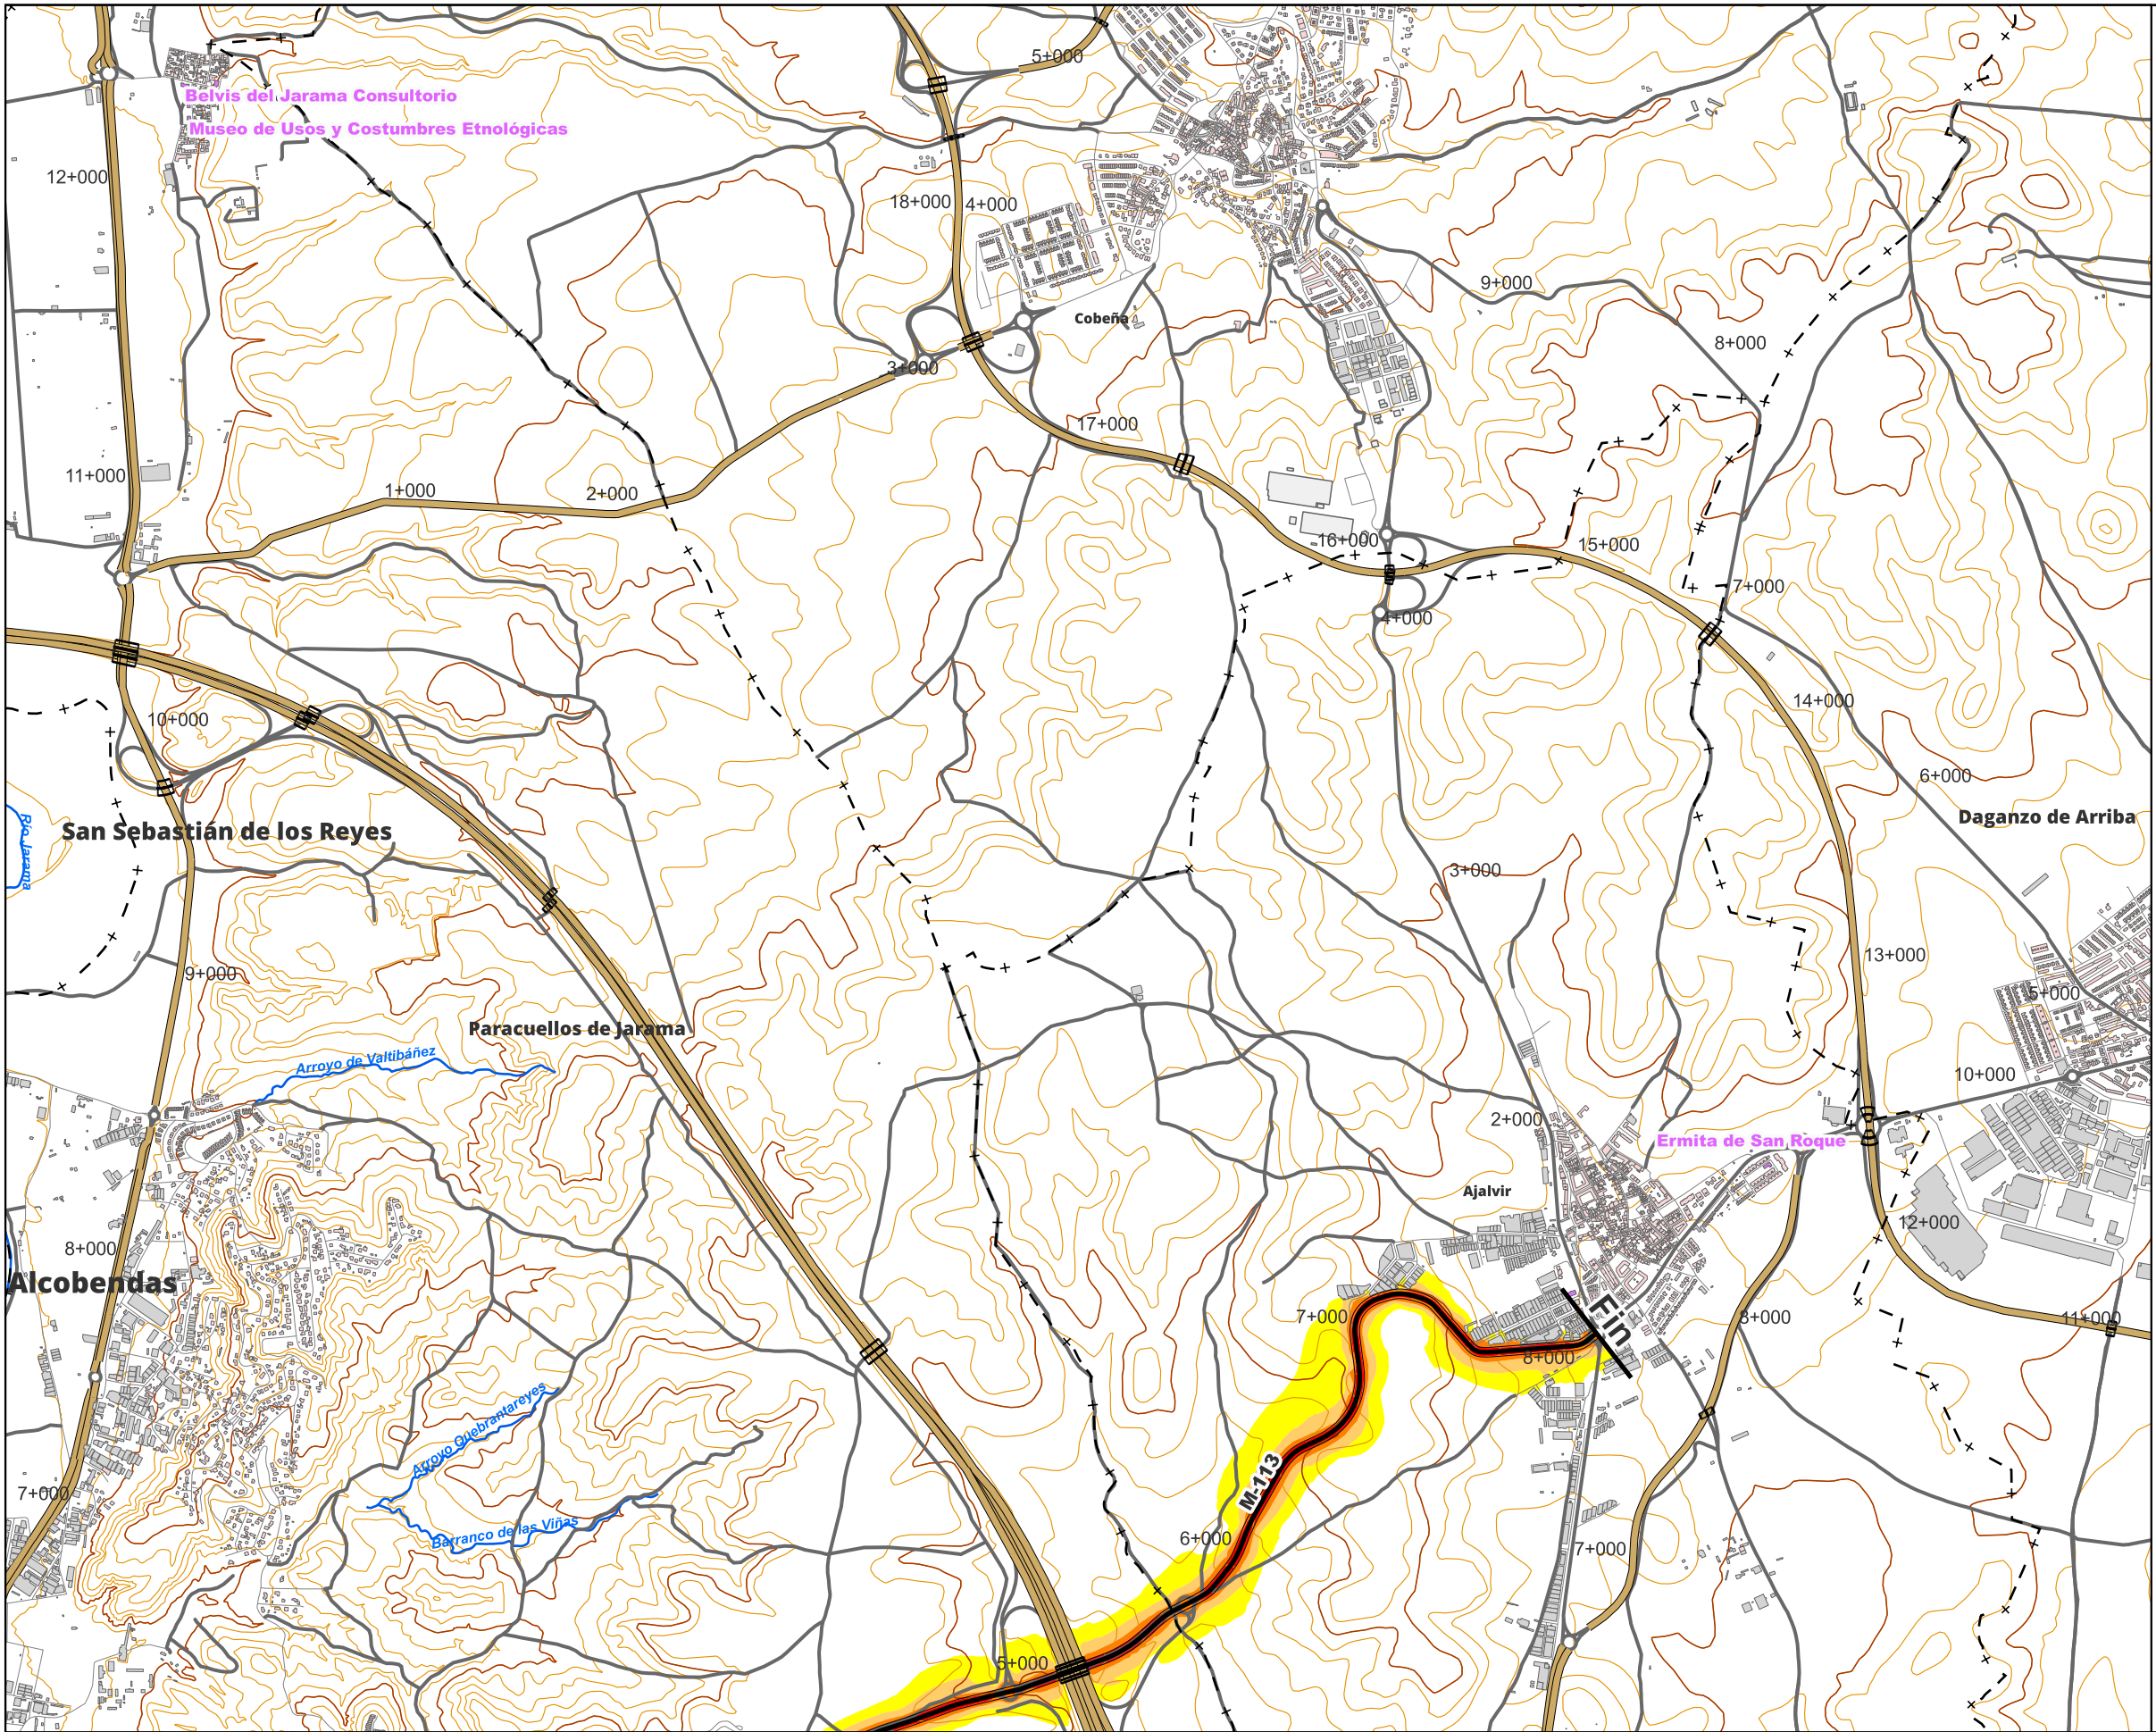 5+000
Belvis del Jarama Consultorio
Museo de Usos y Costumbres Etnológicas
12+000
18+000
4+000
9+000
Cobeña
8+000
3+000
17+000
11+000
1+000
2+000
16+000
15+000
7+000
4+000
14+000
10+000
6+000
Daganzo de Arriba
San Sebastián de los Reyes
Río Jarama
3+000
13+000
9+000
5+000
Paracuellos de Jarama
Arroyo de Valtibáñez
10+000
2+000
Ermita de San Roque
Ajalvir
12+000
8+000
Alcobendas
7+000
Fin
8+000
11+000
8+000
Arroyo Quebrantareyes
M-113
7+000
Barranco de las Viñas
6+000
7+000
5+000